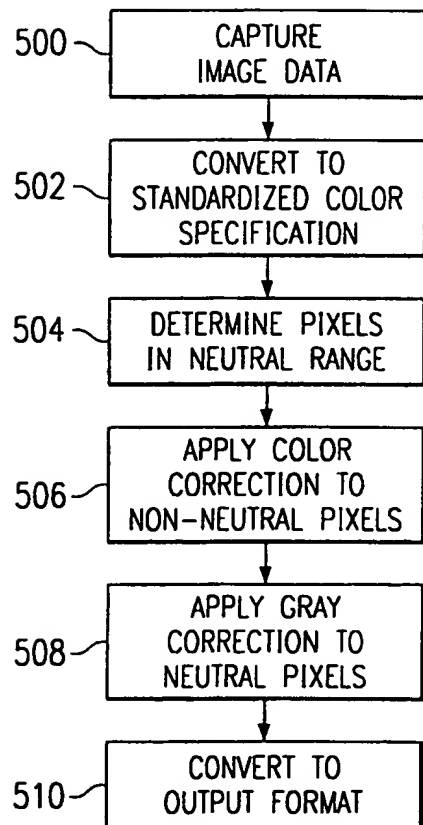 500
CAPTURE
IMAGE DATA
502
CONVERT TO
STANDARDIZED COLOR
SPECIFICATION
504
DETERMINE PIXELS
IN NEUTRAL RANGE
506
APPLY COLOR
CORRECTION TO
NON-NEUTRAL PIXELS
508
APPLY GRAY
CORRECTION TO
NEUTRAL PIXELS
510
CONVERT TO
OUTPUT FORMAT